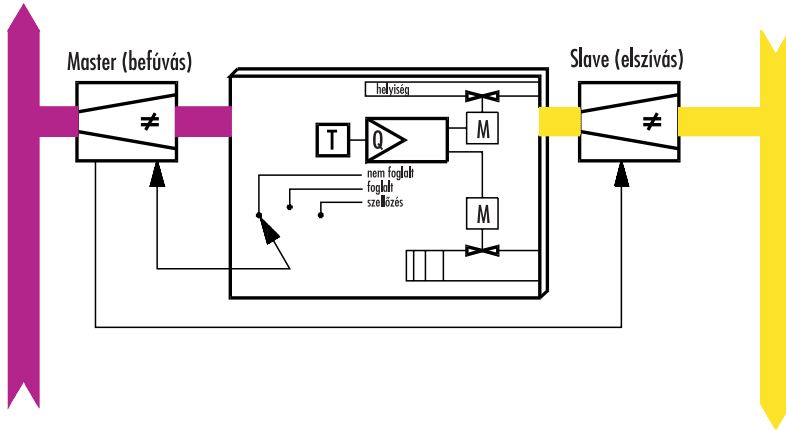 Master (befúvás)
Slave (elszívás)
helyiség
≠
≠
M
T
Q
nem foglalt
foglalt
szellőzés
M